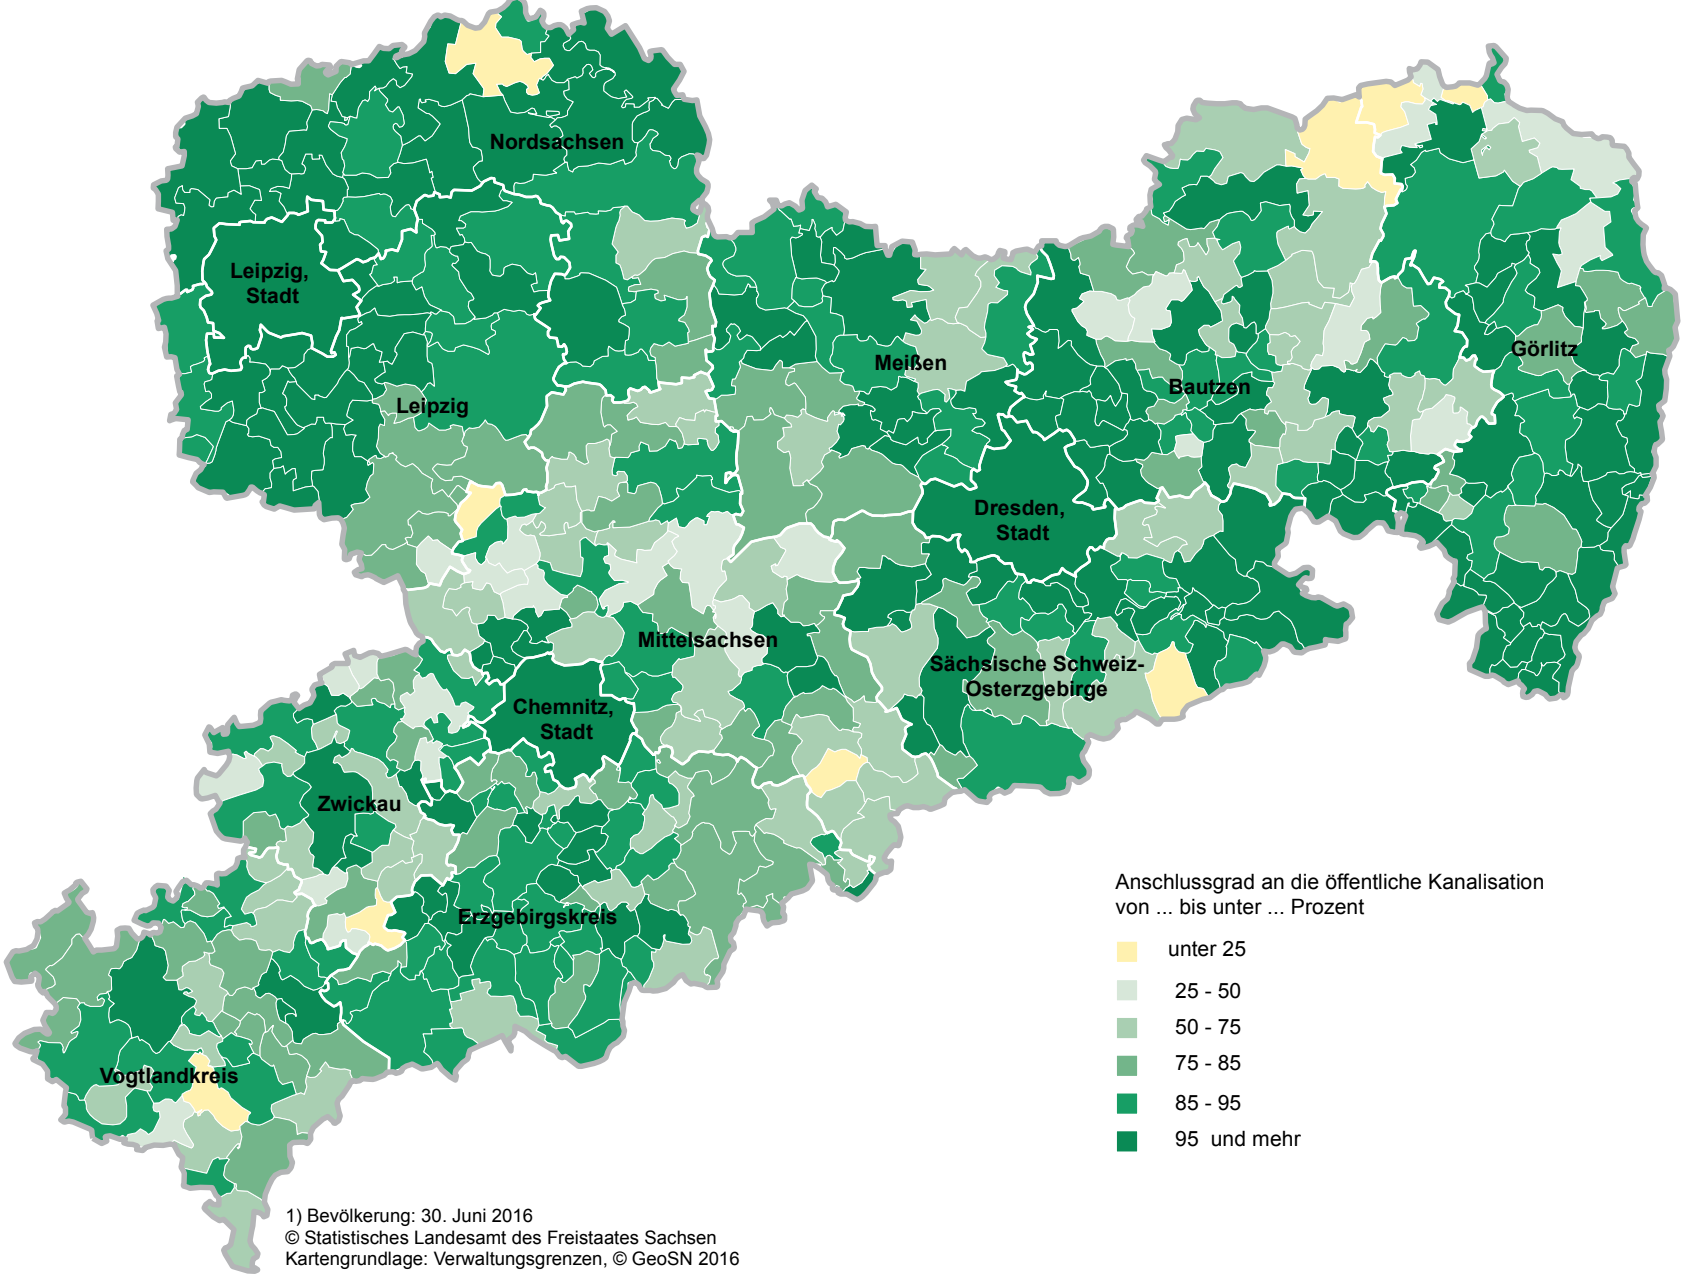 Nordsachsen
Leipzig,
Stadt
Leipzig
Meißen
Bautzen
Görlitz
Dresden,
Stadt
Mittelsachsen
Sächsische Schweiz-
Osterzgebirge
Chemnitz,
Stadt
Zwickau
Erzgebirgskreis
Vogtlandkreis
Anschlussgrad an die öffentliche Kanalisation
von ... bis unter ... Prozent
unter 25
25 - 50
50 - 75
75 - 85
85 - 95
95 und mehr
1) Bevölkerung: 30. Juni 2016
© Statistisches Landesamt des Freistaates Sachsen
Kartengrundlage: Verwaltungsgrenzen, © GeoSN 2016